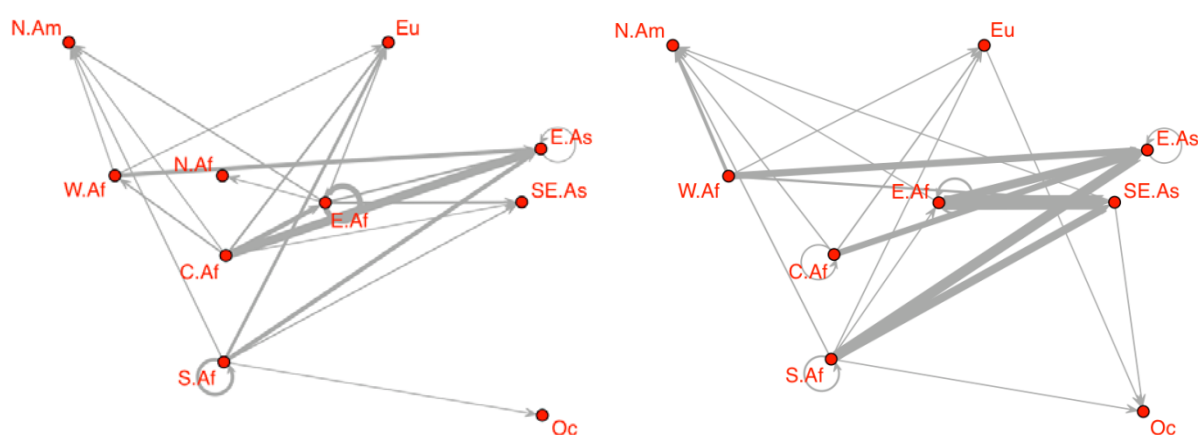 N.Am
Eu
E.As
N.Af
W.Af
SE.As
E.Af
C.Af
S.Af
Oc
N.Am
Eu
E.As
W.Af
E.Af
SE.As
C.Af
S.Af
Oc